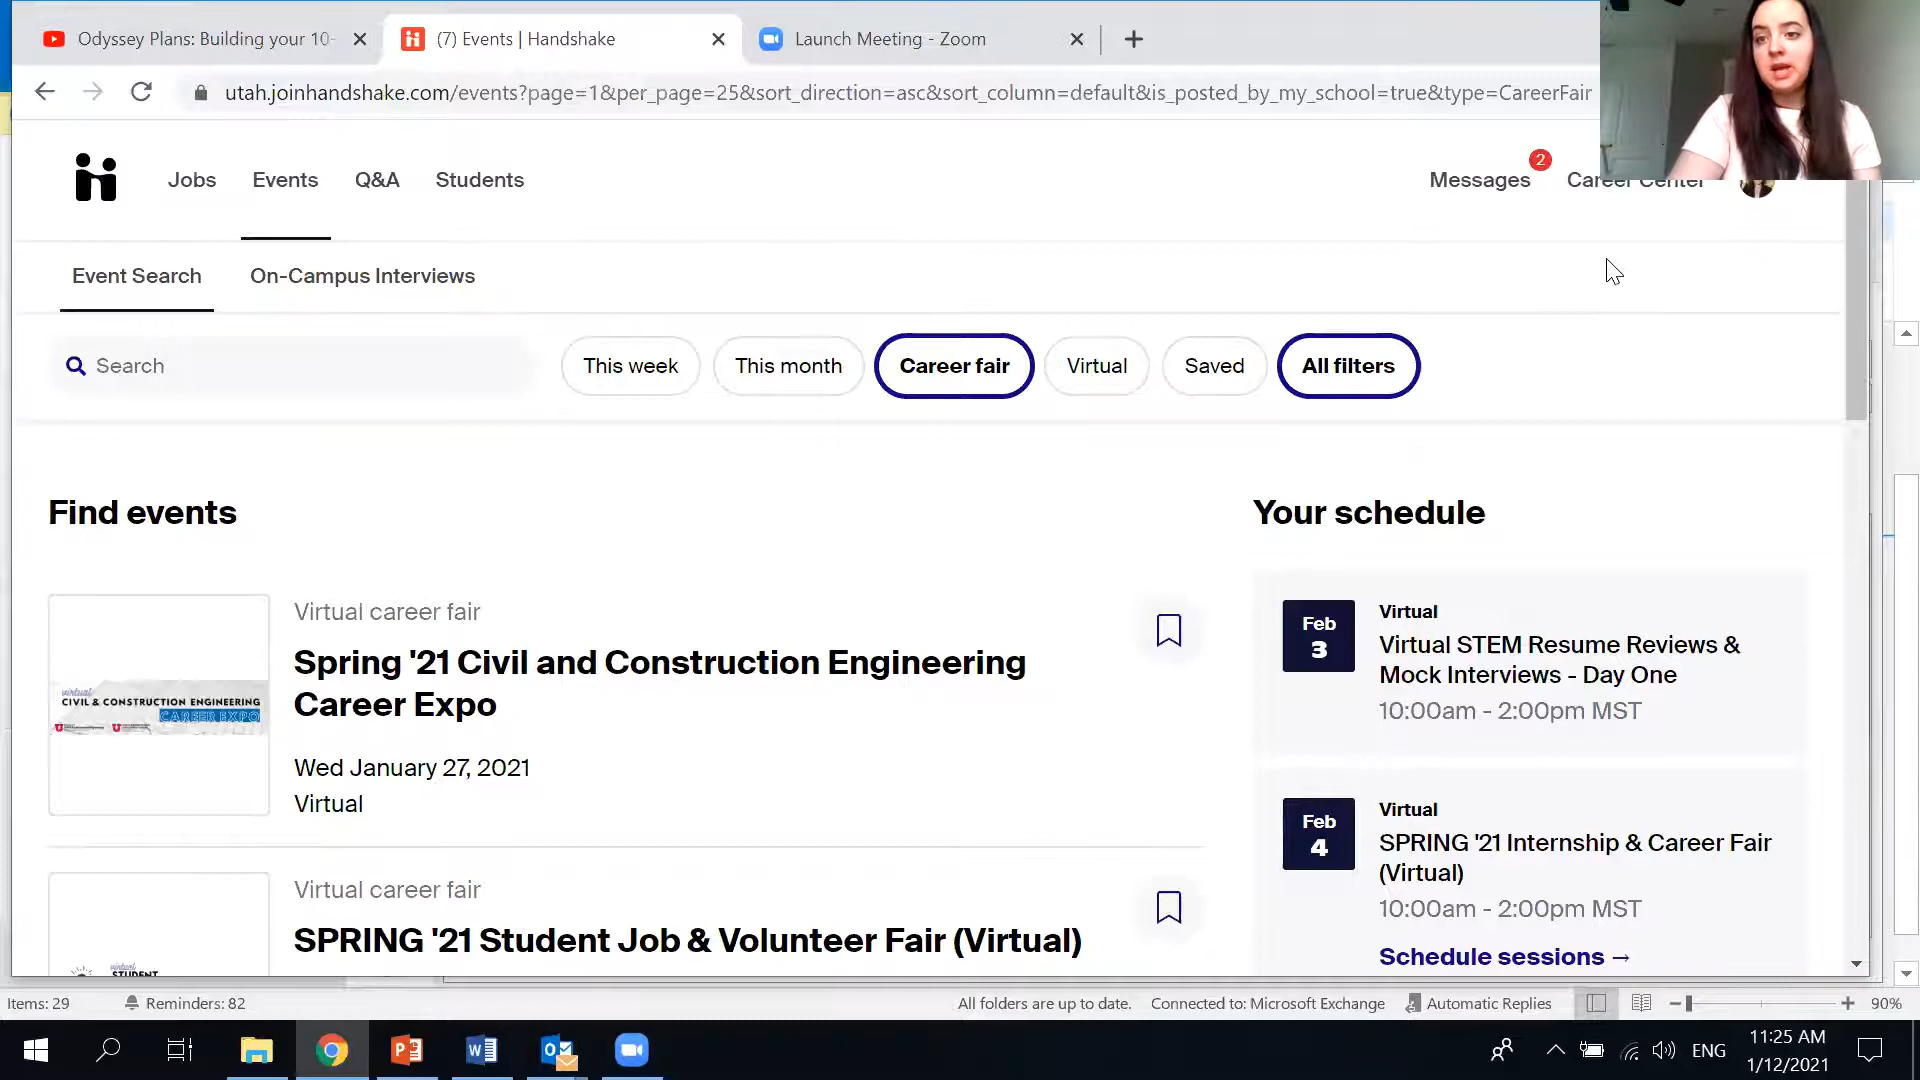 Odyssey Plans: Building your 10-
(7) Events | Handshake
Launch Meeting - Zoom
utah.joinhandshake.com/events?page=1&per_page=25&sort_direction=asc&sort_column=default&is_posted_by_my_school=true&type=CareerFair
Jobs
Events
Q&A
Students
Messages
2
Career Center
Event Search
On-Campus Interviews
Search
This week
This month
Career fair
Virtual
Saved
All filters
Find events
Virtual career fair
Spring '21 Civil and Construction Engineering
Career Expo
Wed January 27, 2021
Virtual
virtual
CIVIL & CONSTRUCTION ENGINEERING
CAREER EXPO
Virtual career fair
SPRING '21 Student Job & Volunteer Fair (Virtual)
virtual
STUDENT
Your schedule
Feb
3
Virtual
Virtual STEM Resume Reviews &
Mock Interviews - Day One
10:00am - 2:00pm MST
Feb
4
Virtual
SPRING '21 Internship & Career Fair
(Virtual)
10:00am - 2:00pm MST
Schedule sessions →
Items: 29
Reminders: 82
All folders are up to date.
Connected to: Microsoft Exchange
Automatic Replies
90%
ENG
11:25 AM
1/12/2021